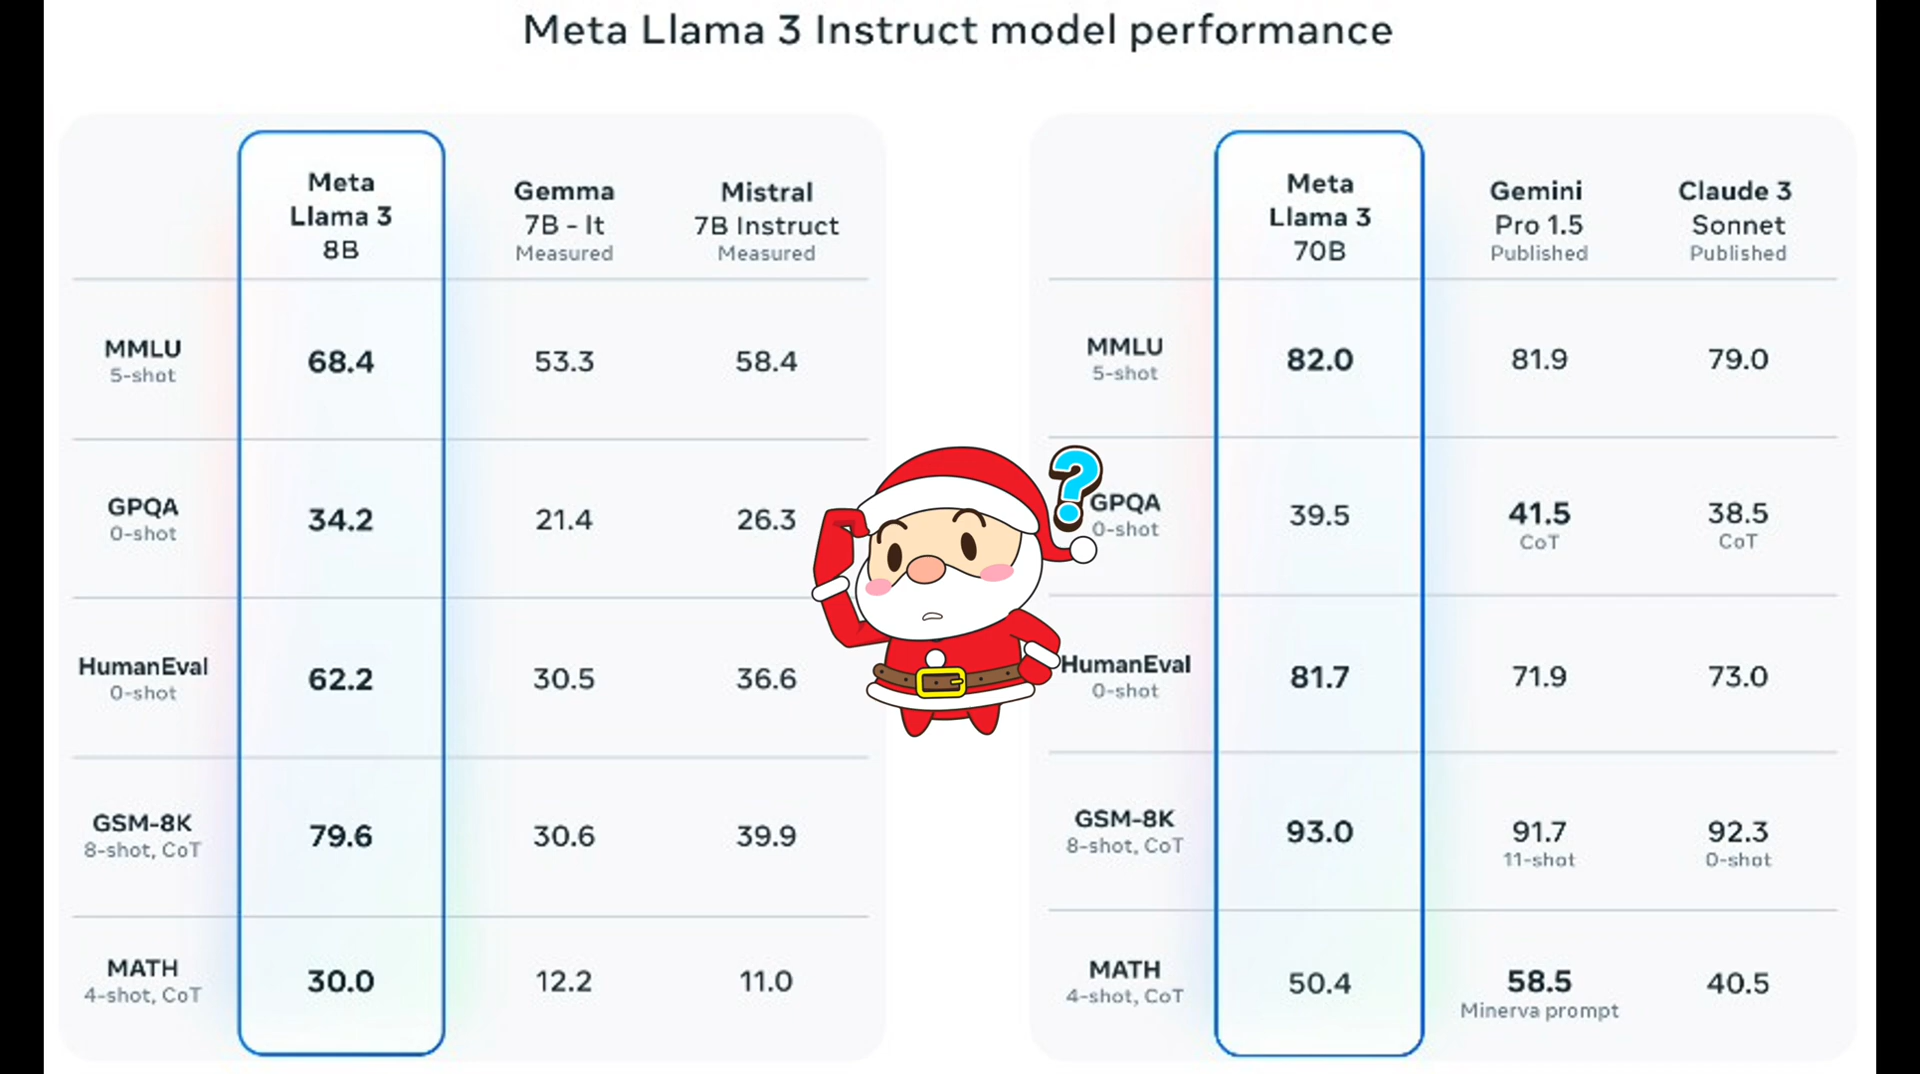 Meta Llama 3 Instruct model performance
Meta
Llama 3
8B
Gemma
7B - It
Measured
Mistral
7B Instruct
Measured
MMLU
5-shot
68.4
53.3
58.4
GPQA
0-shot
34.2
21.4
26.3
HumanEval
0-shot
62.2
30.5
36.6
GSM-8K
8-shot, CoT
79.6
30.6
39.9
MATH
4-shot, CoT
30.0
12.2
11.0
Meta
Llama 3
70B
Gemini
Pro 1.5
Published
Claude 3
Sonnet
Published
MMLU
5-shot
82.0
81.9
79.0
?
GPQA
0-shot
39.5
41.5
CoT
38.5
CoT
HumanEval
0-shot
81.7
71.9
73.0
GSM-8K
8-shot, CoT
93.0
91.7
11-shot
92.3
0-shot
MATH
4-shot, CoT
50.4
58.5
Minerva prompt
40.5